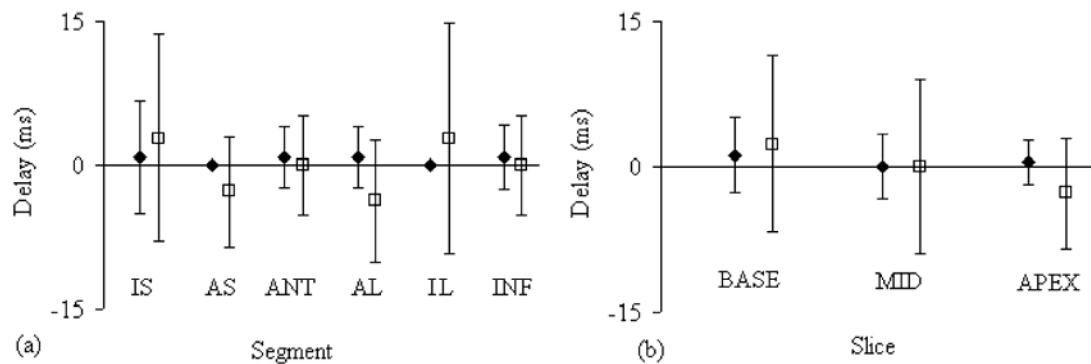 15
Delay (ms)
0
-15
IS AS ANT AL IL INF
(a) Segment
15
Delay (ms)
0
-15
BASE MID APEX
(b) Slice